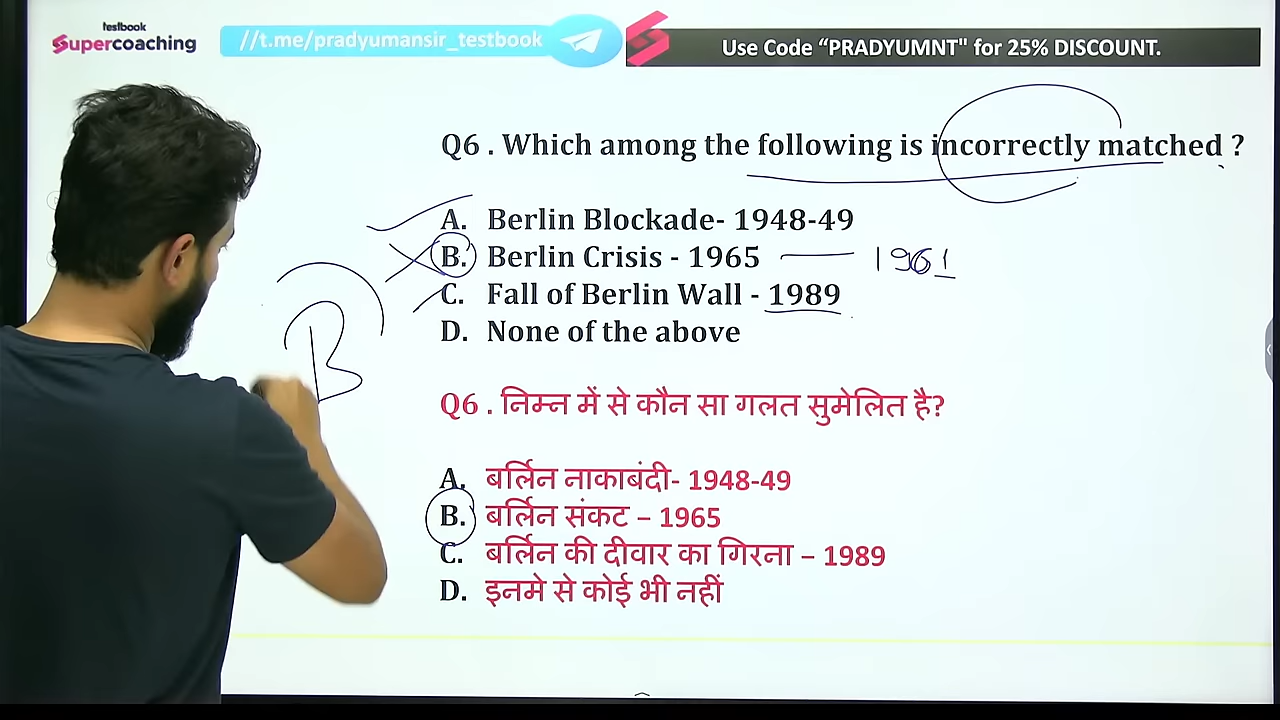 testbook
Supercoaching
//t.me/pradyumansir_testbook
Use Code “PRADYUMNT" for 25% DISCOUNT.
Q6 . Which among the following is incorrectly matched ?
A. Berlin Blockade- 1948-49
B. Berlin Crisis - 1965 1961
C. Fall of Berlin Wall - 1989
D. None of the above
B
Q6 . निम्न में से कौन सा गलत सुमेलित है?
A. बर्लिन नाकाबंदी- 1948-49
B. बर्लिन संकट – 1965
C. बर्लिन की दीवार का गिरना – 1989
D. इनमे से कोई भी नहीं